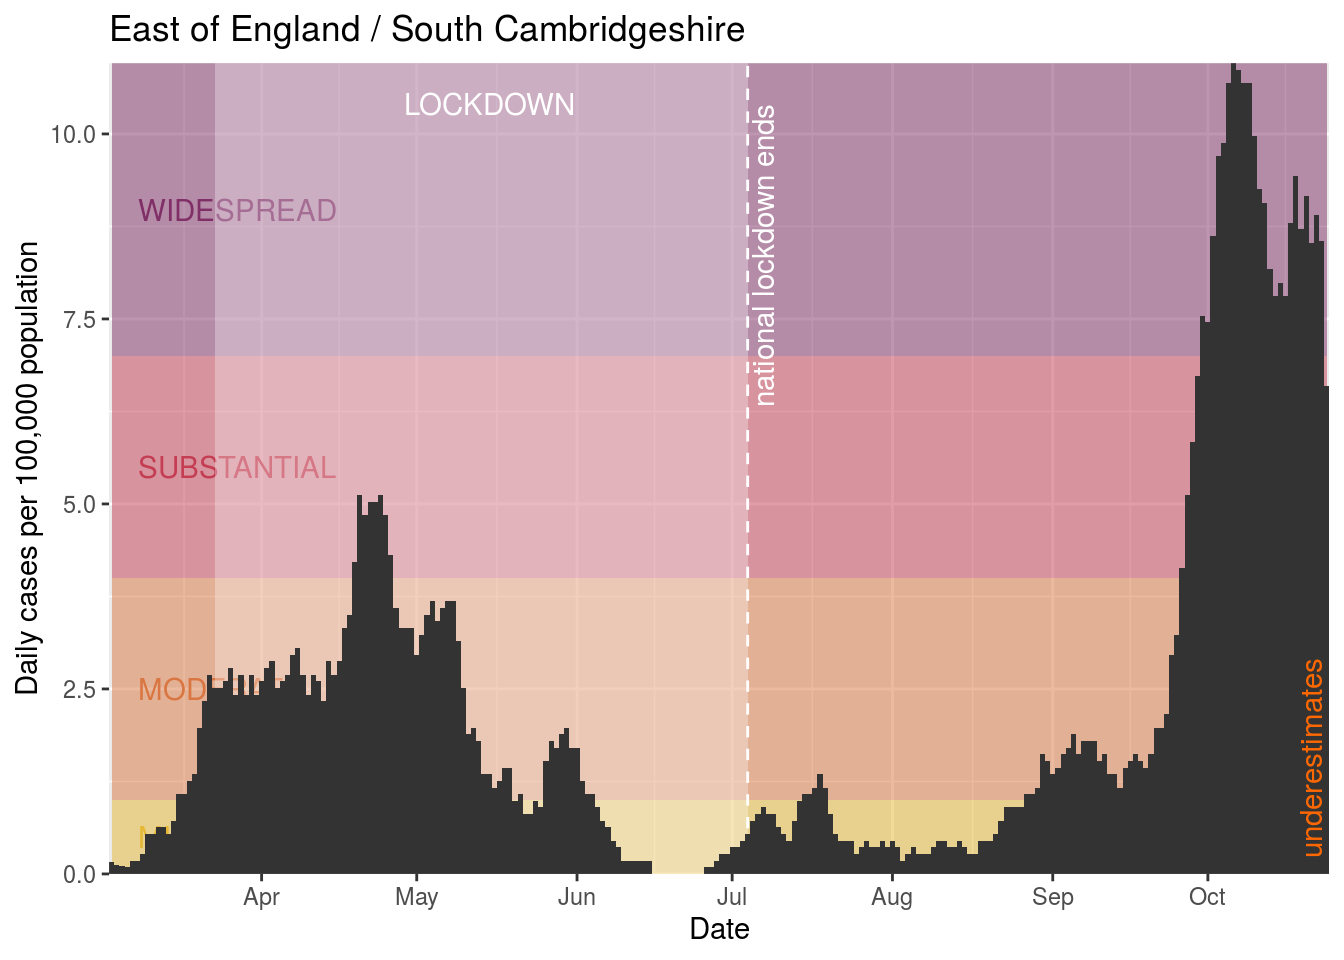 East of England / South Cambridgeshire
Daily cases per 100,000 population
10.0
7.5
5.0
2.5
0.0
LOCKDOWN
WIDESPREAD
SUBSTANTIAL
national lockdown ends
underestimates
Apr
May
Jun
Jul
Aug
Sep
Oct
Date